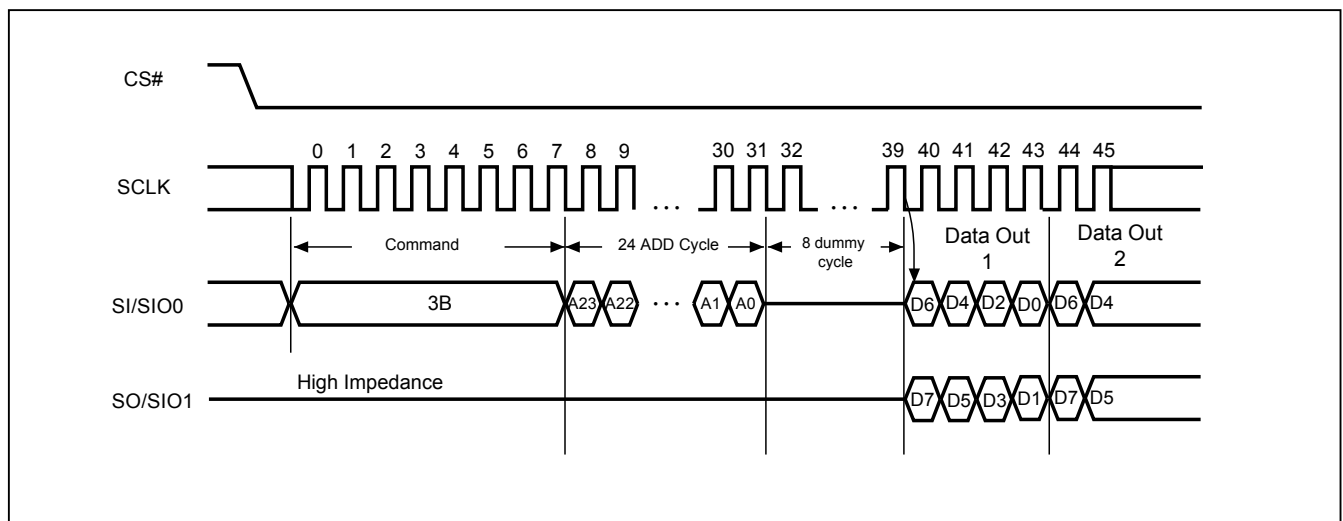 CS#
0 1 2 3 4 5 6 7 8 9 30 31 32 39 40 41 42 43 44 45
SCLK
... ...
Command 24 ADD Cycle 8 dummy cycle Data Out 1 Data Out 2
SI/SIO0 3B A23 A22 ... A1 A0 D6 D4 D2 D0 D6 D4
High Impedance
SO/SIO1 D7 D5 D3 D1 D7 D5